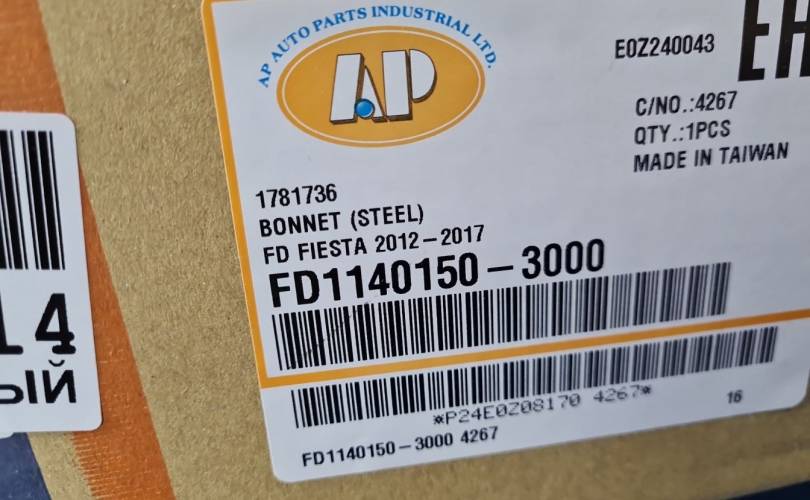 AP AUTO PARTS INDUSTRIAL LTD.
AP
E0Z240043
C/NO.:4267
QTY.:1PCS
MADE IN TAIWAN
1781736
BONNET (STEEL)
FD FIESTA 2012-2017
FD1140150-3000
*P24E0Z08170 4267*
16
FD1140150-3000 4267
14
ЫЙ